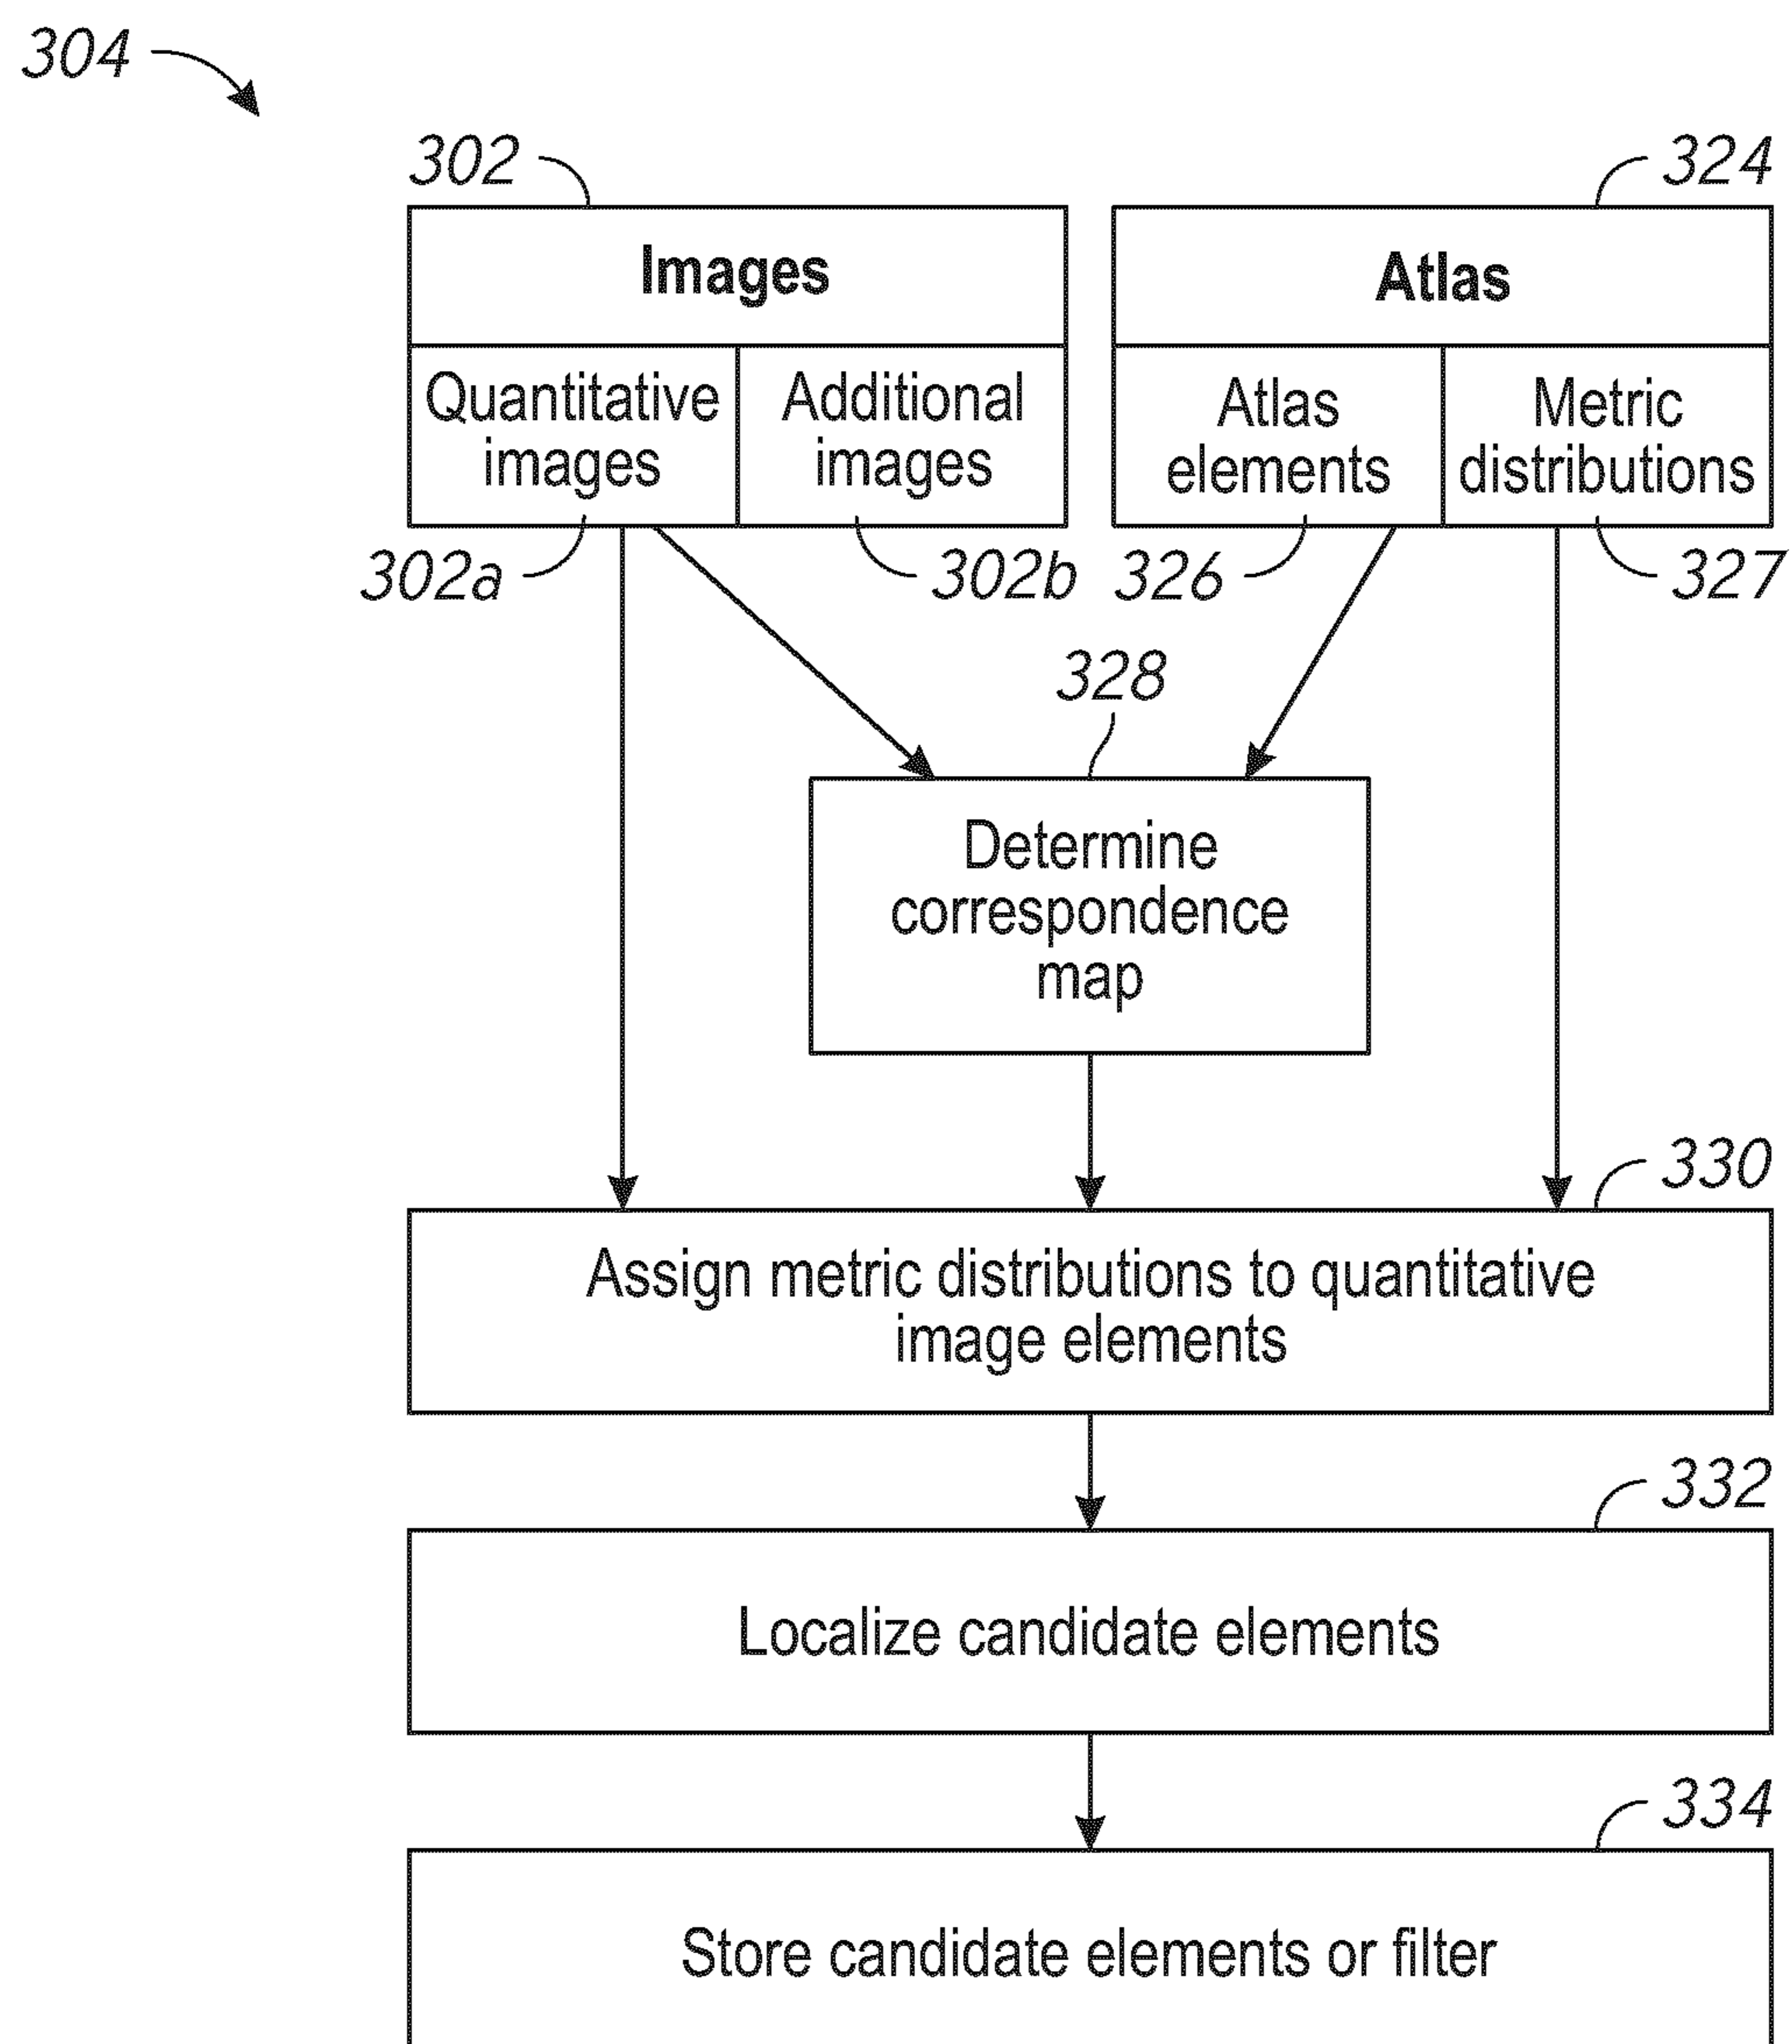 304
302
324
Images
Atlas
Quantitative
images
Additional
images
Atlas
elements
Metric
distributions
302a
302b
326
327
328
Determine
correspondence
map
330
Assign metric distributions to quantitative
image elements
332
Localize candidate elements
334
Store candidate elements or filter